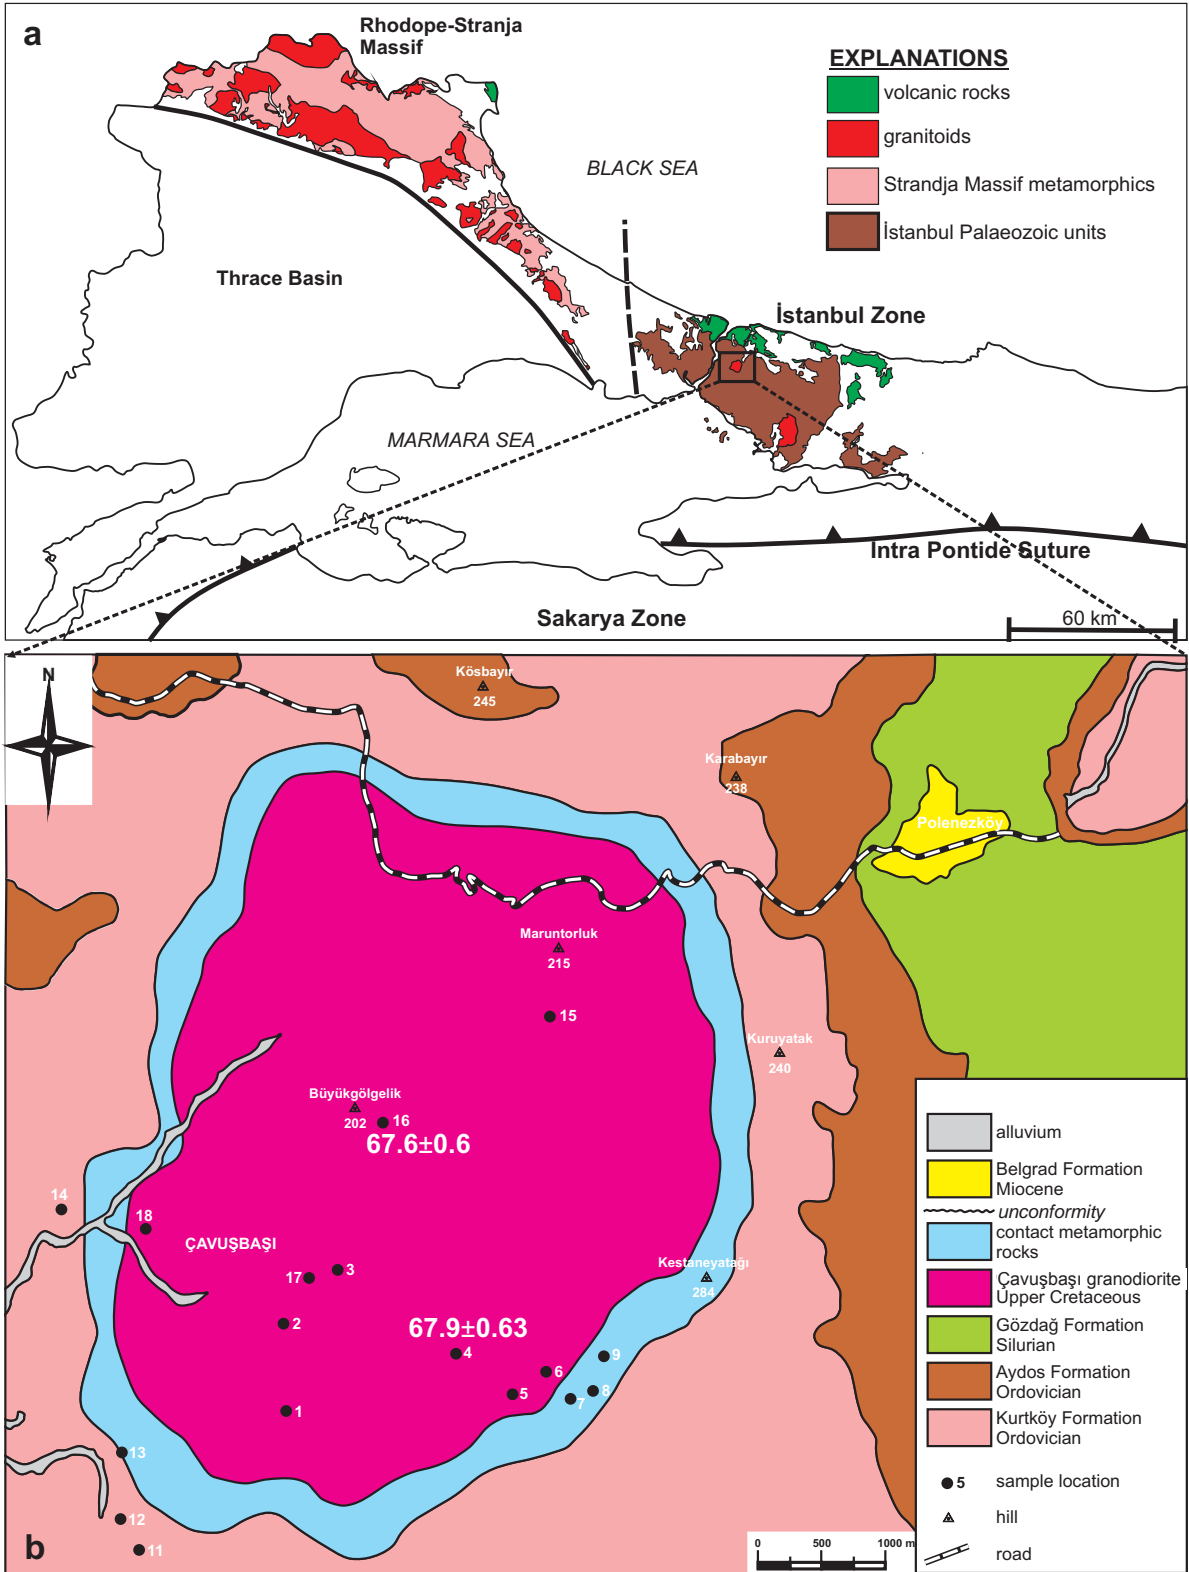 a
Rhodope-Stranja
Massif
EXPLANATIONS
volcanic rocks
granitoids
Strandja Massif metamorphics
İstanbul Palaeozoic units
BLACK SEA
Thrace Basin
İstanbul Zone
MARMARA SEA
Intra Pontide Suture
Sakarya Zone
60 km
N
Kösbayır
245
Karabayır
238
Polenezköy
Maruntorluk
215
15
Kuruyatak
240
Büyükgölgelik
202
16
67.6±0.6
14
18
ÇAVUŞBAŞI
17
3
Kestaneyatağı
284
2
67.9±0.63
4
9
6
5
8
7
1
13
12
11
b
alluvium
Belgrad Formation
Miocene
unconformity
contact metamorphic
rocks
Çavuşbaşı granodiorite
Upper Cretaceous
Gözdağ Formation
Silurian
Aydos Formation
Ordovician
Kurtköy Formation
Ordovician
5 sample location
hill
road
0 500 1000 m